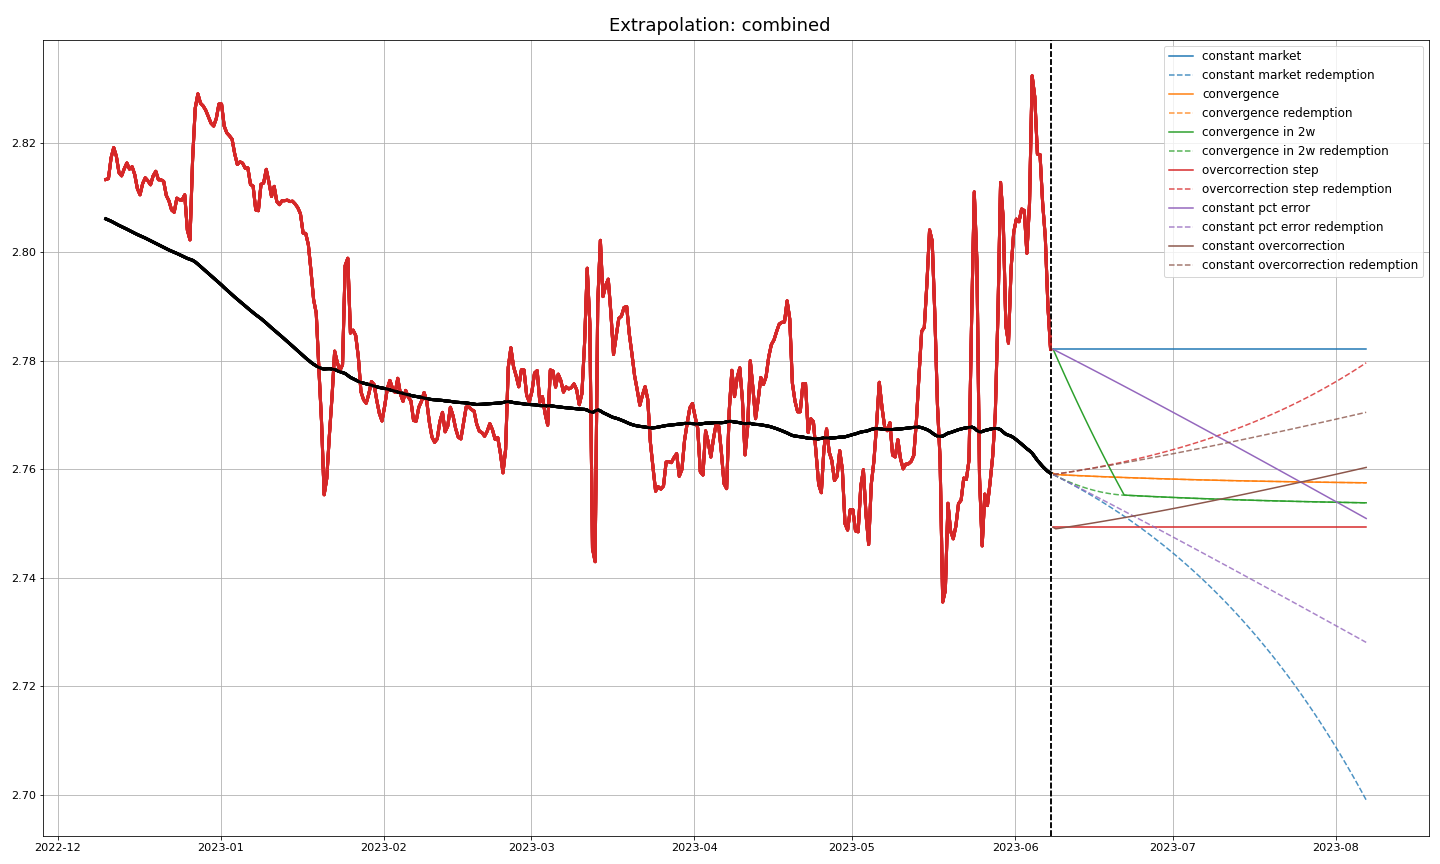 Extrapolation: combined
constant market
constant market redemption
convergence
convergence redemption
convergence in 2w
convergence in 2w redemption
overcorrection step
overcorrection step redemption
constant pct error
constant pct error redemption
constant overcorrection
constant overcorrection redemption
2.82
2.80
2.78
2.76
2.74
2.72
2.70
2022-12
2023-01
2023-02
2023-03
2023-04
2023-05
2023-06
2023-07
2023-08